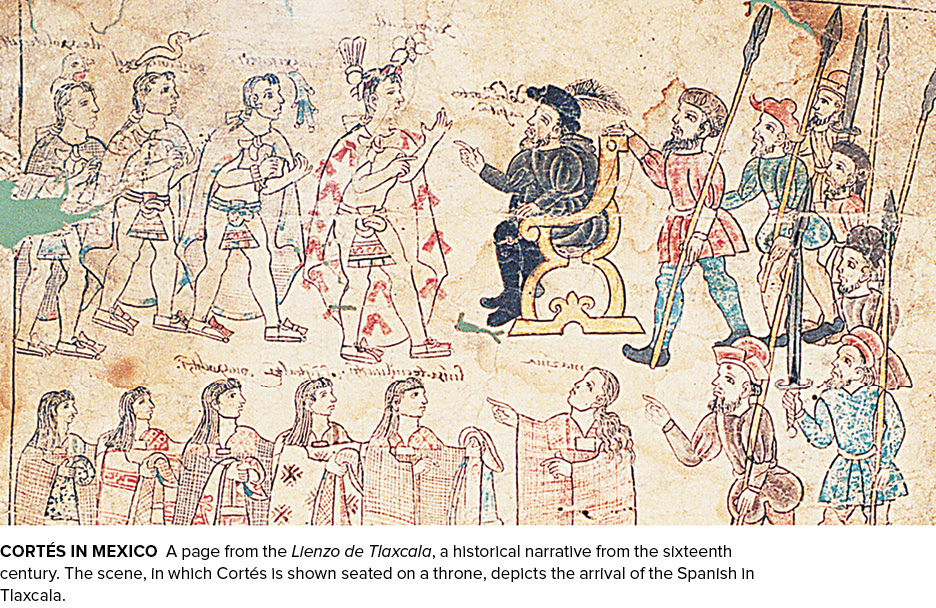 CORTÉS IN MEXICO A page from the Lienzo de Tlaxcala, a historical narrative from the sixteenth
century. The scene, in which Cortés is shown seated on a throne, depicts the arrival of the Spanish in
Tlaxcala.